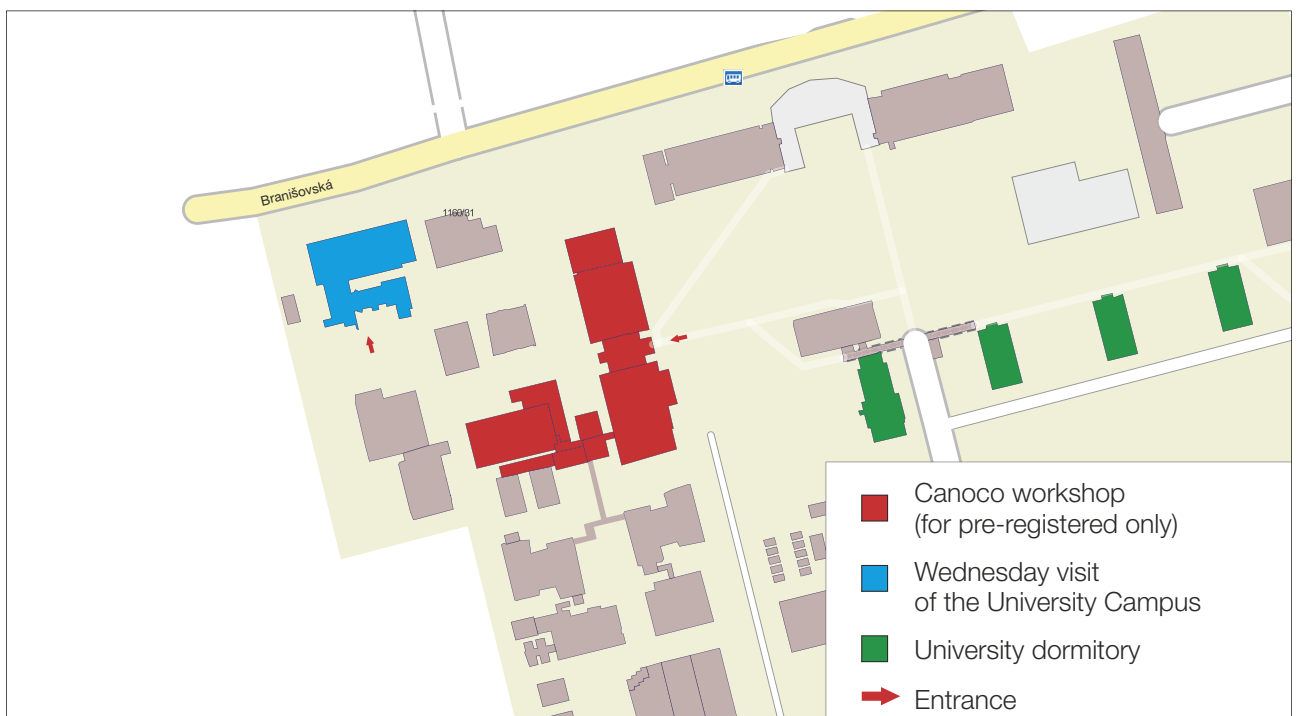 Branišovská
1160/31
Canoco workshop
(for pre-registered only)
Wednesday visit
of the University Campus
University dormitory
Entrance